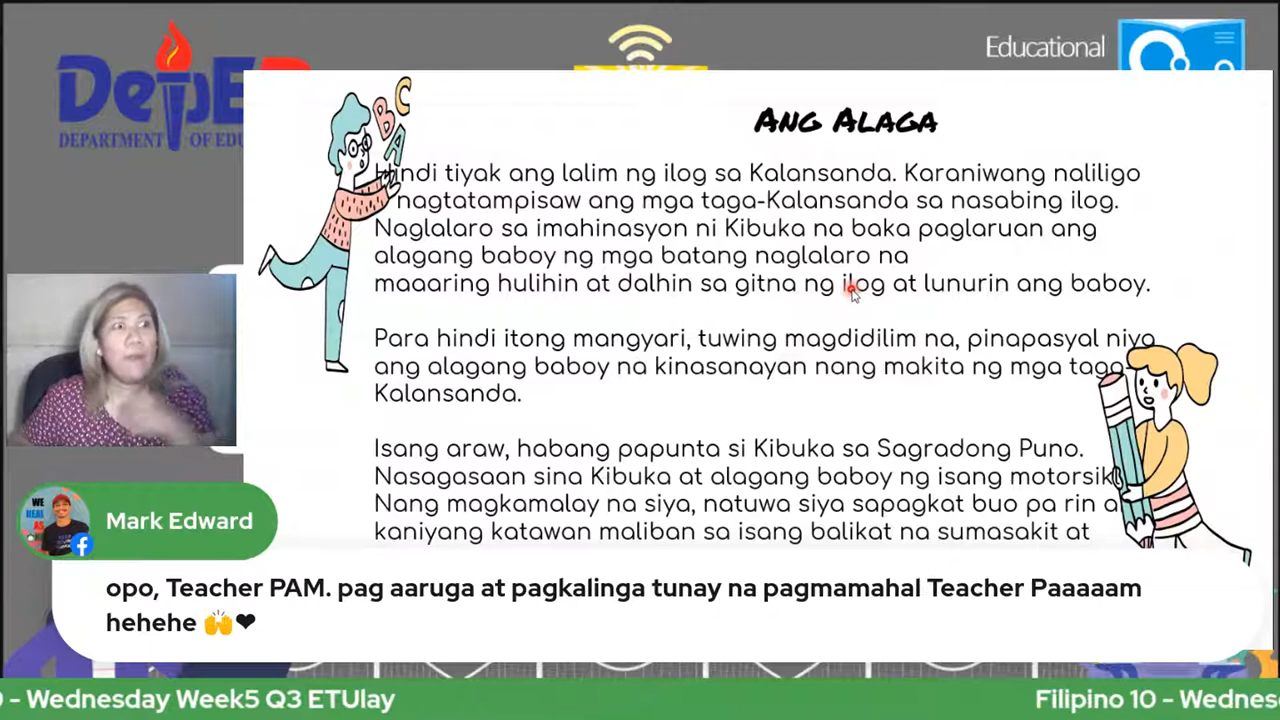 DepE
DEPARTMENT OF EDU
Educational
C
B
A
ANG ALAGA
Hindi tiyak ang lalim ng ilog sa Kalansanda. Karaniwang naliligo
nagtatampisaw ang mga taga-Kalansanda sa nasabing ilog.
Naglalaro sa imahinasyon ni Kibuka na baka paglaruan ang
alagang baboy ng mga batang naglalaro na
maaaring hulihin at dalhin sa gitna ng ilog at lunurin ang baboy.
Para hindi itong mangyari, tuwing magdidilim na, pinapasyal niya
ang alagang baboy na kinasanayan nang makita ng mga taga
Kalansanda.
Isang araw, habang papunta si Kibuka sa Sagradong Puno.
Nasagasaan sina Kibuka at alagang baboy ng isang motorsikl
Nang magkamalay na siya, natuwa siya sapagkat buo pa rin a
kaniyang katawan maliban sa isang balikat na sumasakit at
WE
HEAL
AS
Mark Edward
opo, Teacher PAM. pag aaruga at pagkalinga tunay na pagmamahal Teacher Paaaaam
hehehe 🙌❤
0 - Wednesday Week5 Q3 ETUlay
Filipino 10 - Wednes